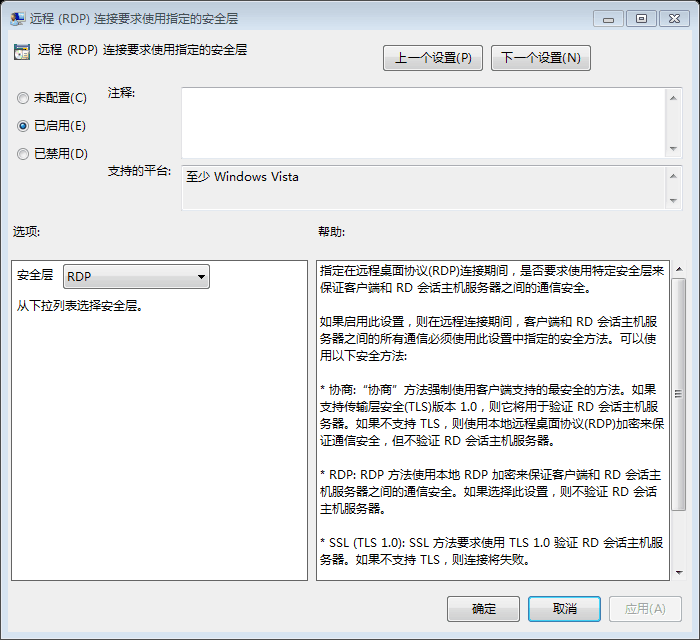 远程 (RDP) 连接要求使用指定的安全层
远程 (RDP) 连接要求使用指定的安全层
上一个设置(P)
下一个设置(N)
未配置(C)
注释:
已启用(E)
已禁用(D)
支持的平台:
至少 Windows Vista
选项:
帮助:
安全层
RDP
从下拉列表选择安全层。
指定在远程桌面协议(RDP)连接期间，是否要求使用特定安全层来
保证客户端和 RD 会话主机服务器之间的通信安全。
如果启用此设置，则在远程连接期间，客户端和 RD 会话主机服
务器之间的所有通信必须使用此设置中指定的安全方法。可以使
用以下安全方法:
* 协商:“协商”方法强制使用客户端支持的最安全的方法。如果
支持传输层安全(TLS)版本 1.0，则它将用于验证 RD 会话主机服
务器。如果不支持 TLS，则使用本地远程桌面协议(RDP)加密来保
证通信安全，但不验证 RD 会话主机服务器。
* RDP: RDP 方法使用本地 RDP 加密来保证客户端和 RD 会话主
机服务器之间的通信安全。如果选择此设置，则不验证 RD 会话
主机服务器。
* SSL (TLS 1.0): SSL 方法要求使用 TLS 1.0 验证 RD 会话主机服
务器。如果不支持 TLS，则连接将失败。
确定
取消
应用(A)